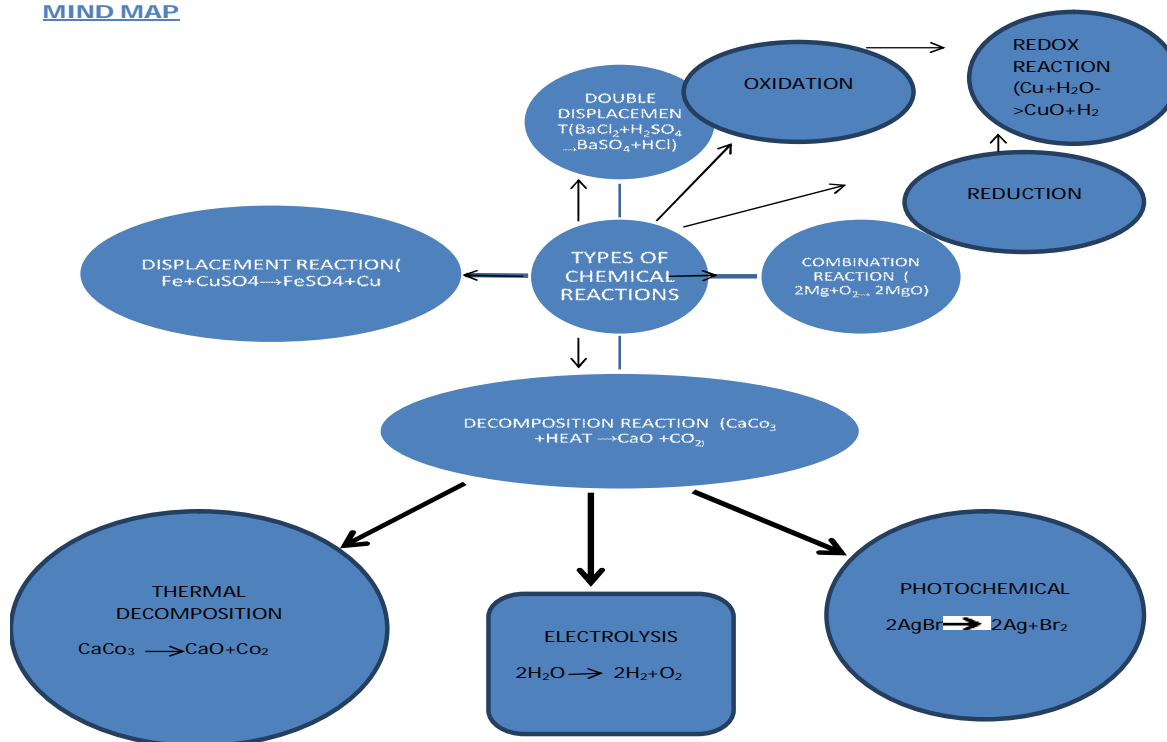 MIND MAP
REDOX
REACTION
(Cu+H₂O-
>CuO+H₂
OXIDATION
DOUBLE
DISPLACEMEN
T(BaCl₂+H₂SO₄
→BaSO₄+HCl)
REDUCTION
DISPLACEMENT REACTION(
Fe+CuSO4→FeSO4+Cu
TYPES OF
CHEMICAL
REACTIONS
COMBINATION
REACTION (
2Mg+O₂→ 2MgO)
DECOMPOSITION REACTION (CaCo₃
+HEAT →CaO +CO₂)
THERMAL
DECOMPOSITION
CaCo₃ →CaO+Co₂
ELECTROLYSIS
2H₂O→ 2H₂+O₂
PHOTOCHEMICAL
2AgBr→ 2Ag+Br₂